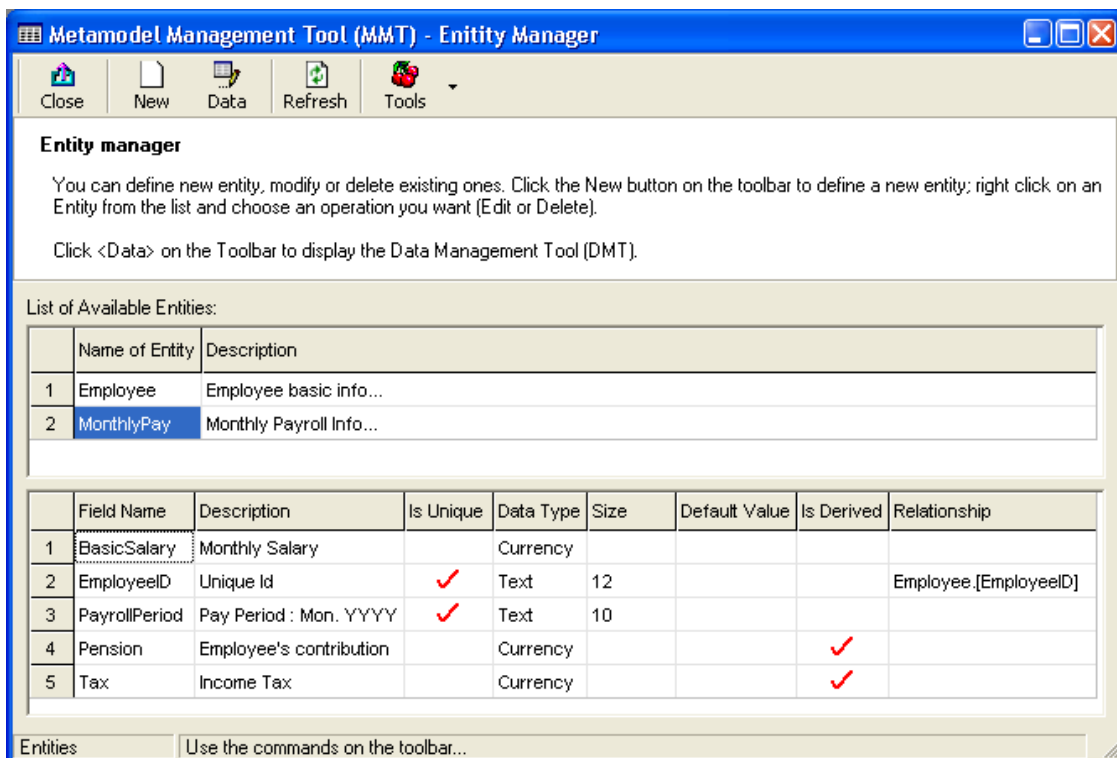 Metamodel Management Tool (MMT) - Enitity Manager
Close New Data Refresh Tools
Entity manager
You can define new entity, modify or delete existing ones. Click the New button on the toolbar to define a new entity; right click on an
Entity from the list and choose an operation you want (Edit or Delete).
Click <Data> on the Toolbar to display the Data Management Tool (DMT).
List of Available Entities:
Name of Entity Description
1 Employee Employee basic info...
2 MonthlyPay Monthly Payroll Info...
Field Name Description Is Unique Data Type Size Default Value Is Derived Relationship
1 BasicSalary Monthly Salary Currency
2 EmployeeID Unique Id Text 12 Employee.[EmployeeID]
3 PayrollPeriod Pay Period : Mon. YYYY Text 10
4 Pension Employee's contribution Currency
5 Tax Income Tax Currency
Entities Use the commands on the toolbar...